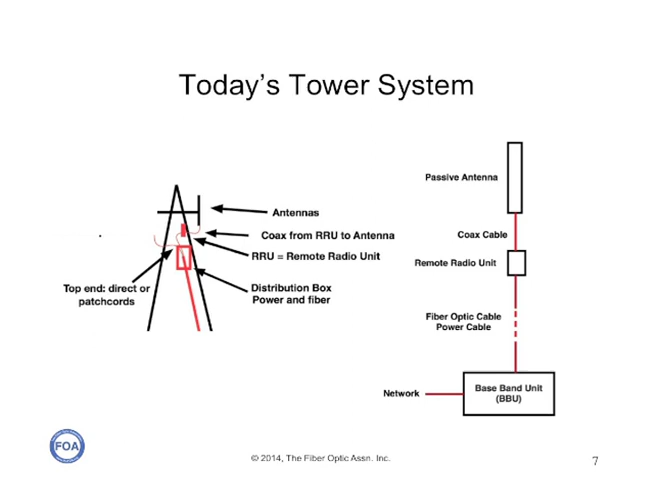 Today's Tower System
Antennas
Coax from RRU to Antenna
RRU = Remote Radio Unit
Top end: direct or
patchcords
Distribution Box
Power and fiber
Passive Antenna
Coax Cable
Remote Radio Unit
Fiber Optic Cable
Power Cable
Network
Base Band Unit
(BBU)
FOA
© 2014, The Fiber Optic Assn. Inc.
7